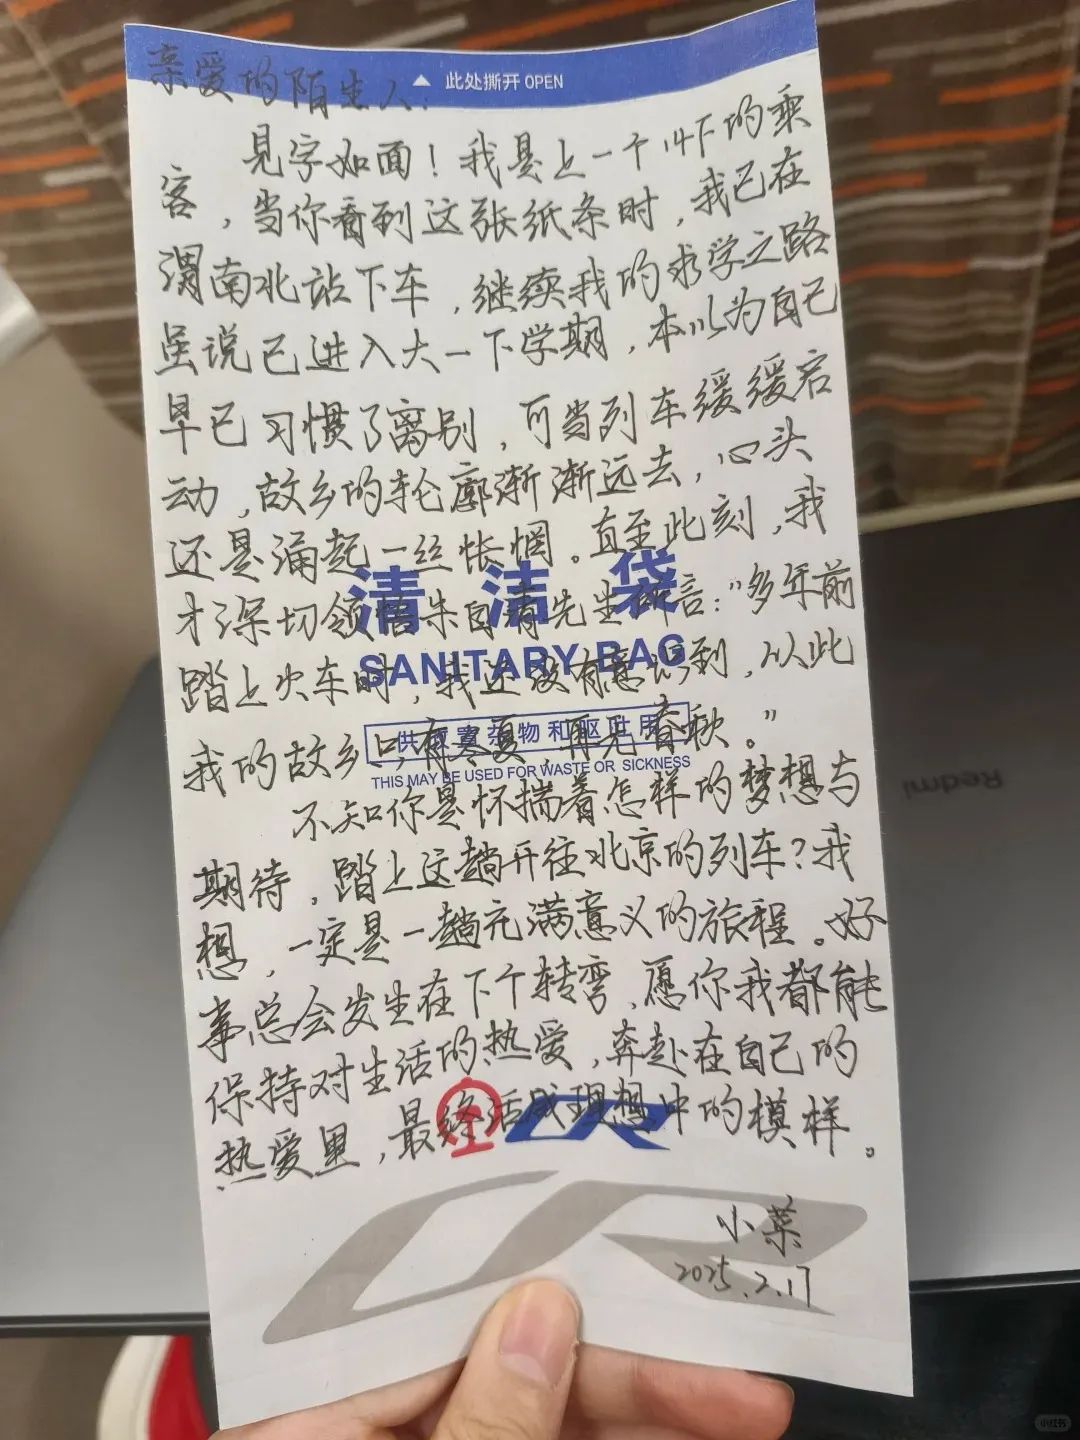 ▲ 此处撕开 OPEN
亲爱的陌生人:
见字如面!我是上一个14F的乘
客,当你看到这张纸条时,我已在
渭南北站下车,继续我的求学之路
虽说已进入大一下学期,本以为自己
早已习惯了离别,可当列车缓缓启
动,故乡的轮廓渐渐远去,心头
还是涌起一丝怅惘。直至此刻,我
才深切领悟朱自清先生所言:"多年前
清洁袋
踏上火车时,我还没有意识到,从此
SANITARY BAG
我的故乡只有寒夏,再无春秋。"
供 物和呕吐用
THIS MAY BE USED FOR WASTE OR SICKNESS
不知你是怀揣着怎样的梦想与
期待,踏上这趟开往北京的列车?我
想,一定是一趟充满意义的旅程。好
事总会发生在下个转弯,愿你我都能
保持对生活的热爱,奔赴在自己的
热爱里,最终活成理想中的模样。
小菜
2025.2.17
Redmi
小红书